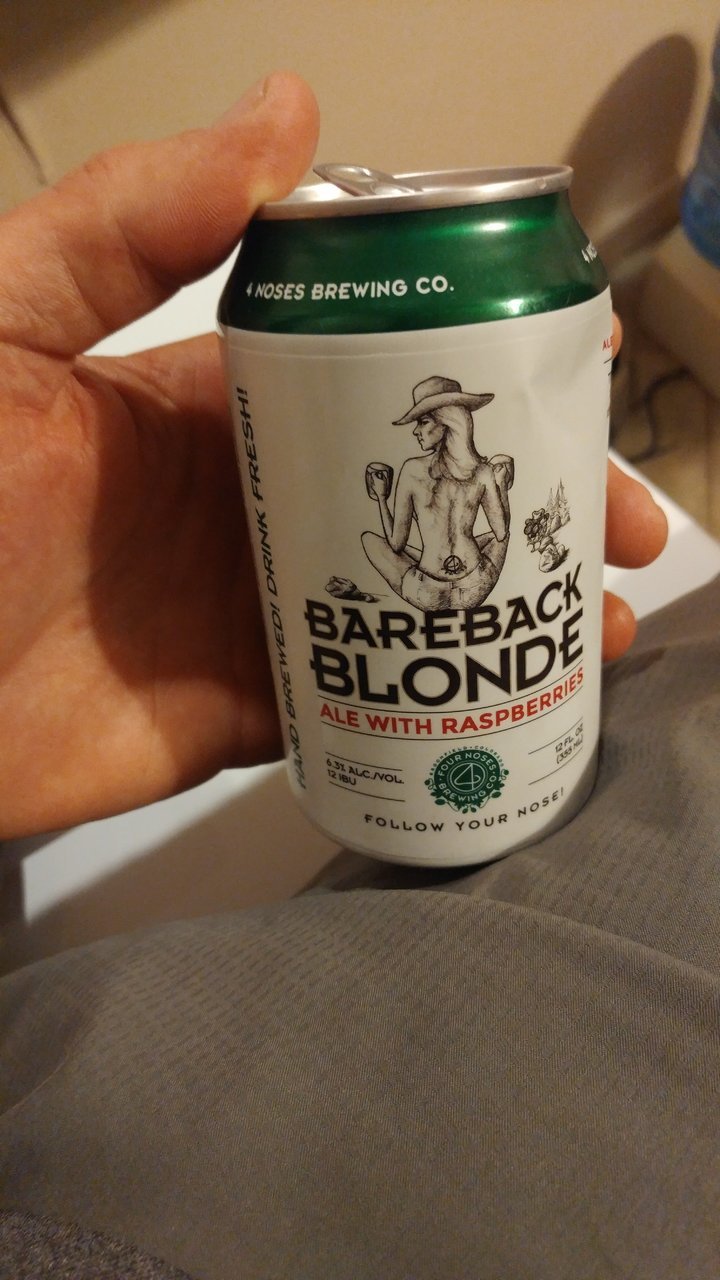 4 NOSES BREWING CO.
HAND BREWED! DRINK FRESH!
BAREBACK
BLONDE
ALE WITH RASPBERRIES
6.3% ALC./VOL.
12 IBU
12 FL. OZ
(355 ML)
FOUR NOSES
BREWING CO.
FOLLOW YOUR NOSE!